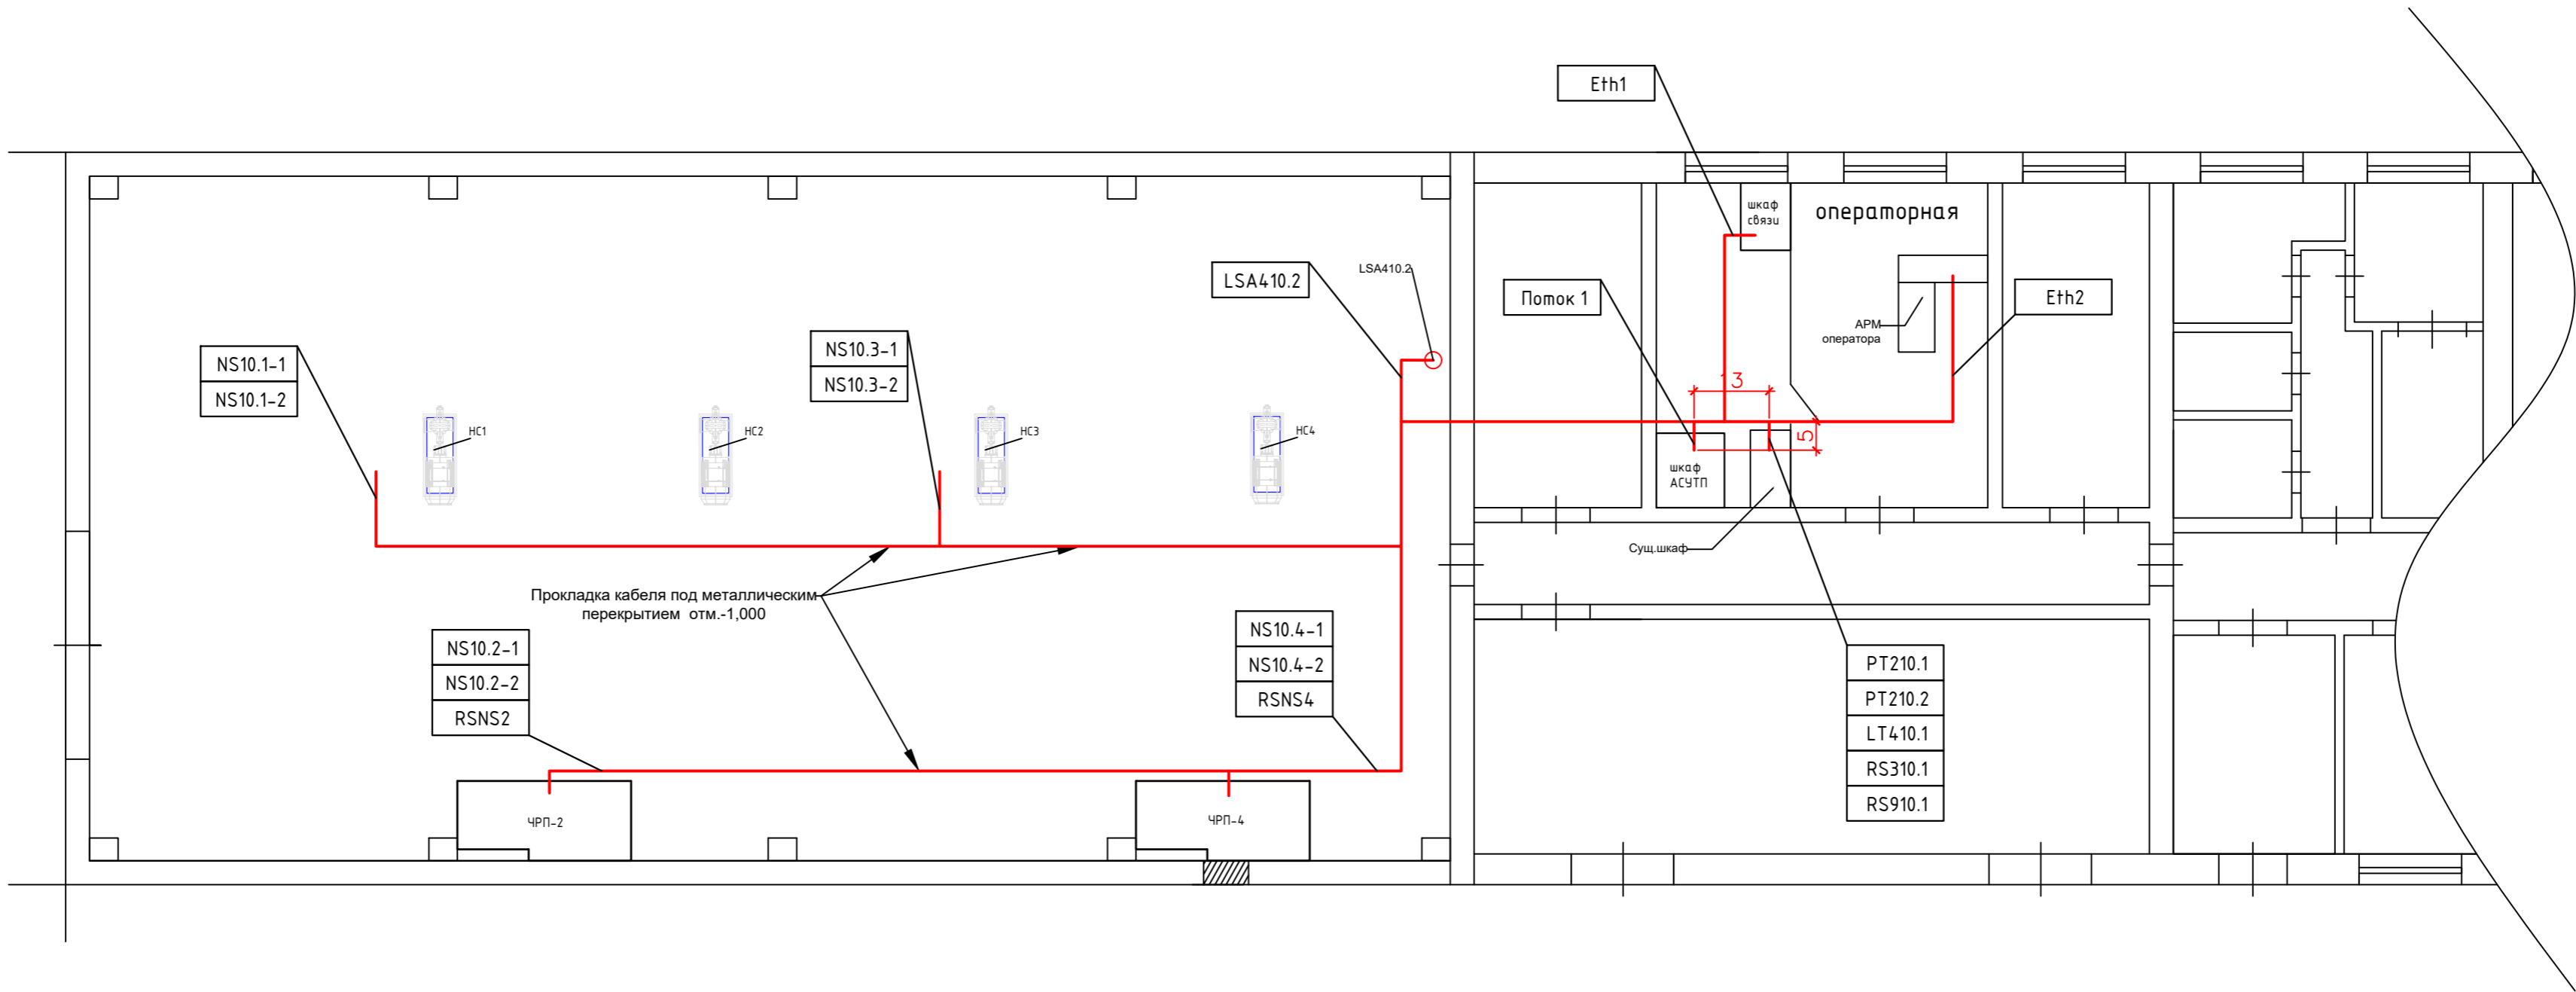 Eth1
шкаф
связи
операторная
LSA410.2
LSA410.2
Поток 1
Eth2
АРМ
оператора
NS10.1-1
NS10.1-2
NS10.3-1
NS10.3-2
13
5
НС1
НС2
НС3
НС4
шкаф
АСУТП
Сущ.шкаф
Прокладка кабеля под металлическим
перекрытием отм.-1,000
NS10.2-1
NS10.2-2
RSNS2
NS10.4-1
NS10.4-2
RSNS4
PT210.1
PT210.2
LT410.1
RS310.1
RS910.1
ЧРП-2
ЧРП-4